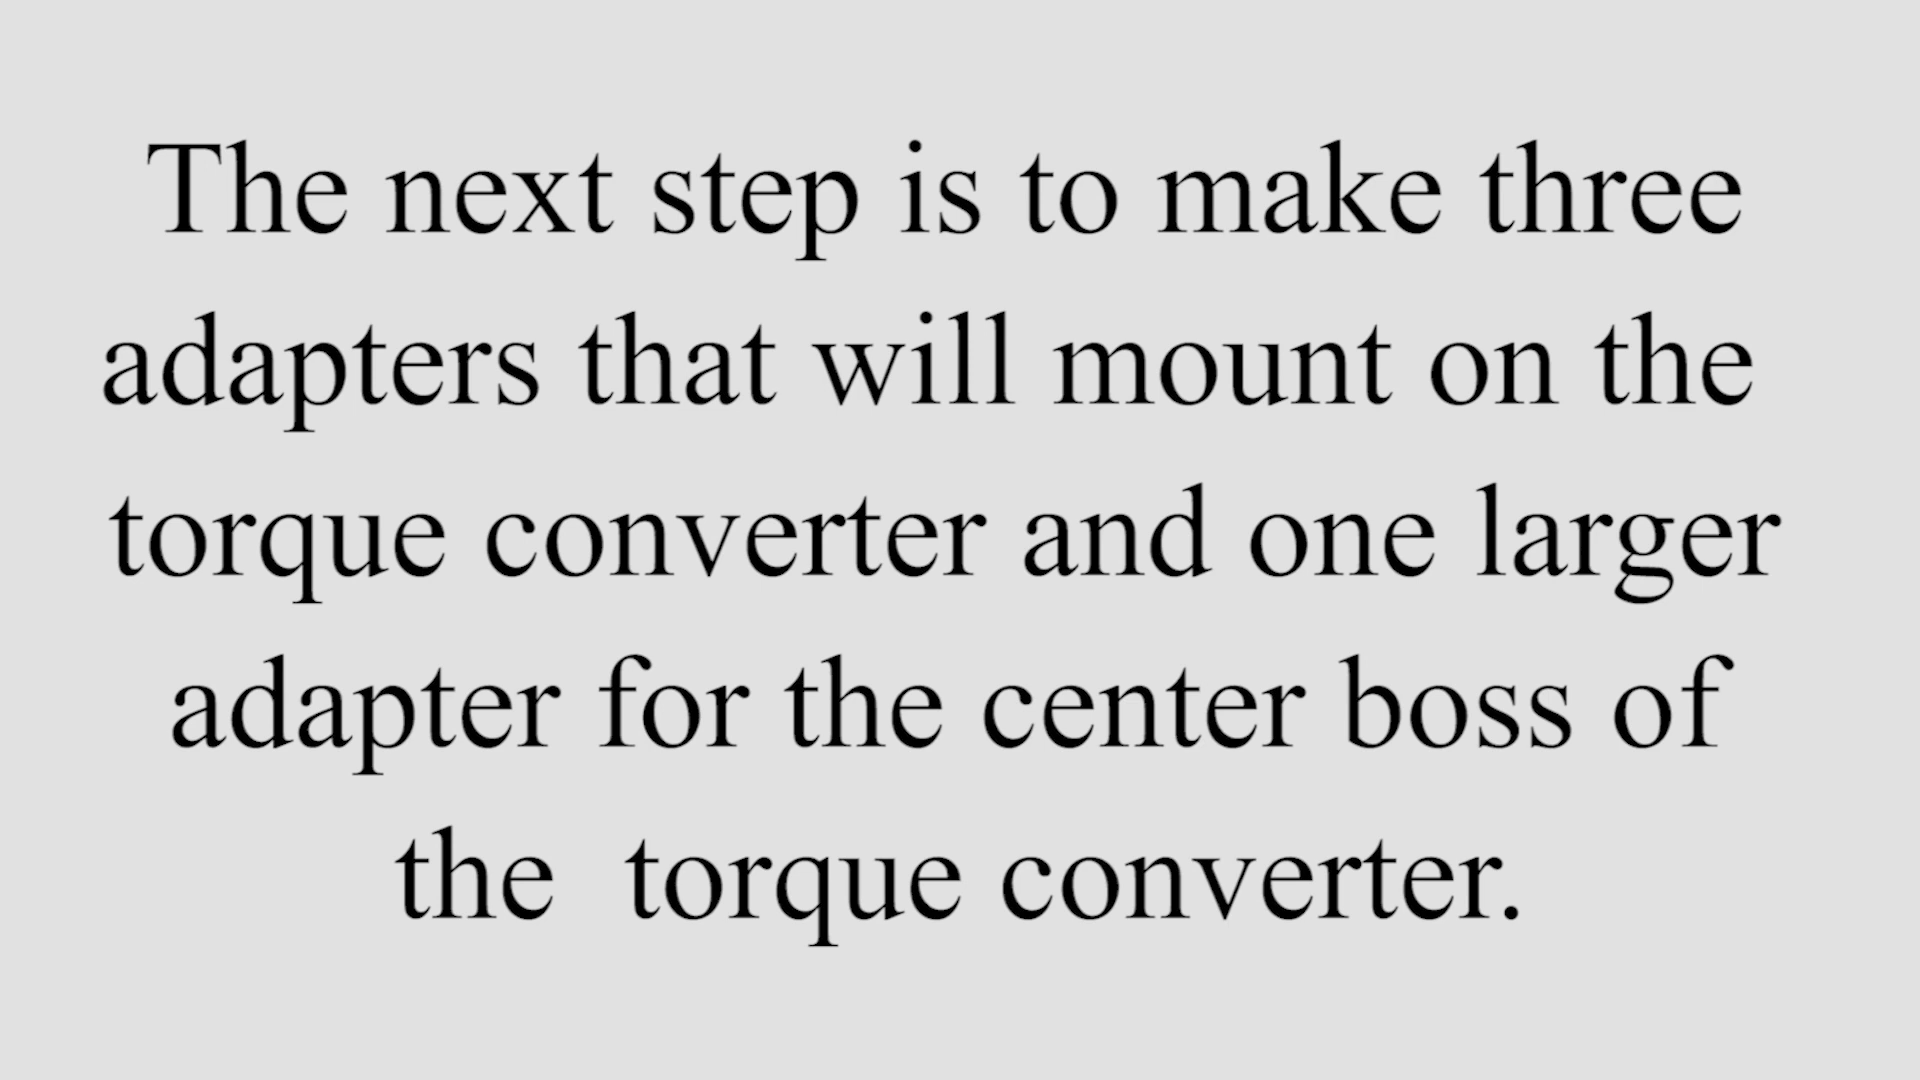 The next step is to make three
adapters that will mount on the
torque converter and one larger
adapter for the center boss of
the  torque converter.